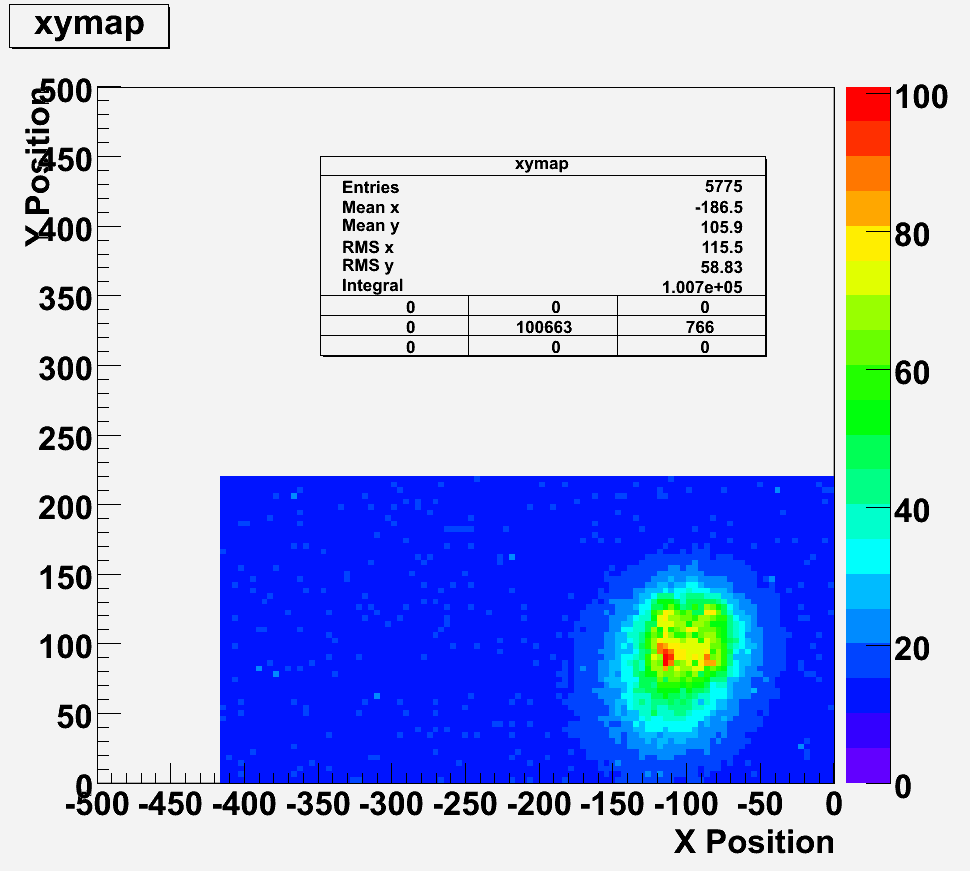 xymap
Y Position
500
450
400
350
300
250
200
150
100
50
0
xymap
Entries 5775
Mean x -186.5
Mean y 105.9
RMS x 115.5
RMS y 58.83
Integral 1.007e+05
0 0 0
0 100663 766
0 0 0
100
80
60
40
20
0
-500 -450 -400 -350 -300 -250 -200 -150 -100 -50 0
X Position